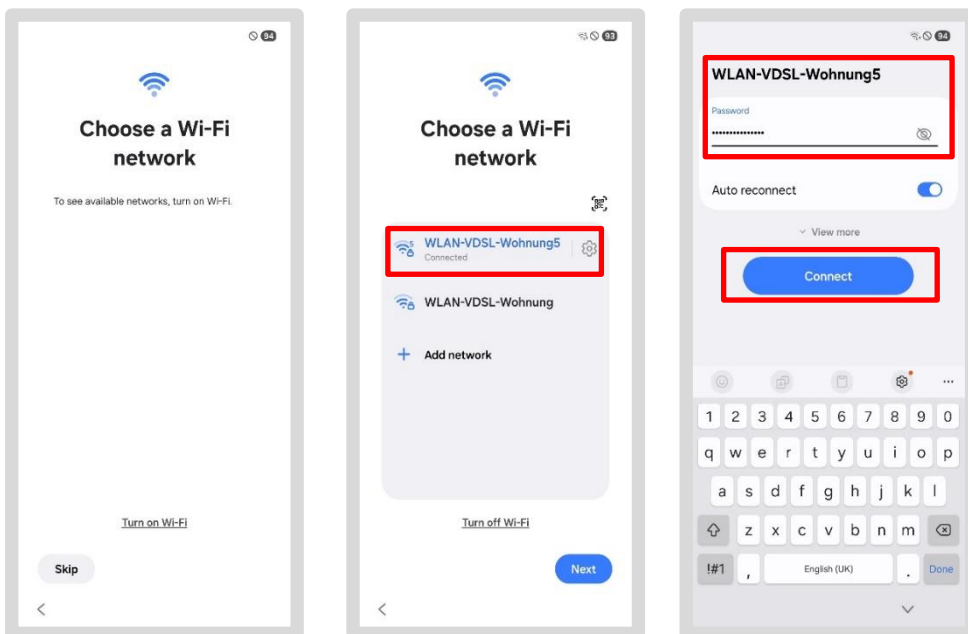 94
Choose a Wi-Fi
network
To see available networks, turn on Wi-Fi.
Turn on Wi-Fi
Skip
93
Choose a Wi-Fi
network
WLAN-VDSL-Wohnung5
Connected
WLAN-VDSL-Wohnung
+ Add network
Turn off Wi-Fi
Next
94
WLAN-VDSL-Wohnung5
Password
•••••••••••••••
Auto reconnect
View more
Connect
1 2 3 4 5 6 7 8 9 0
q w e r t y u i o p
a s d f g h j k l
z x c v b n m
!#1 , English (UK) . Done